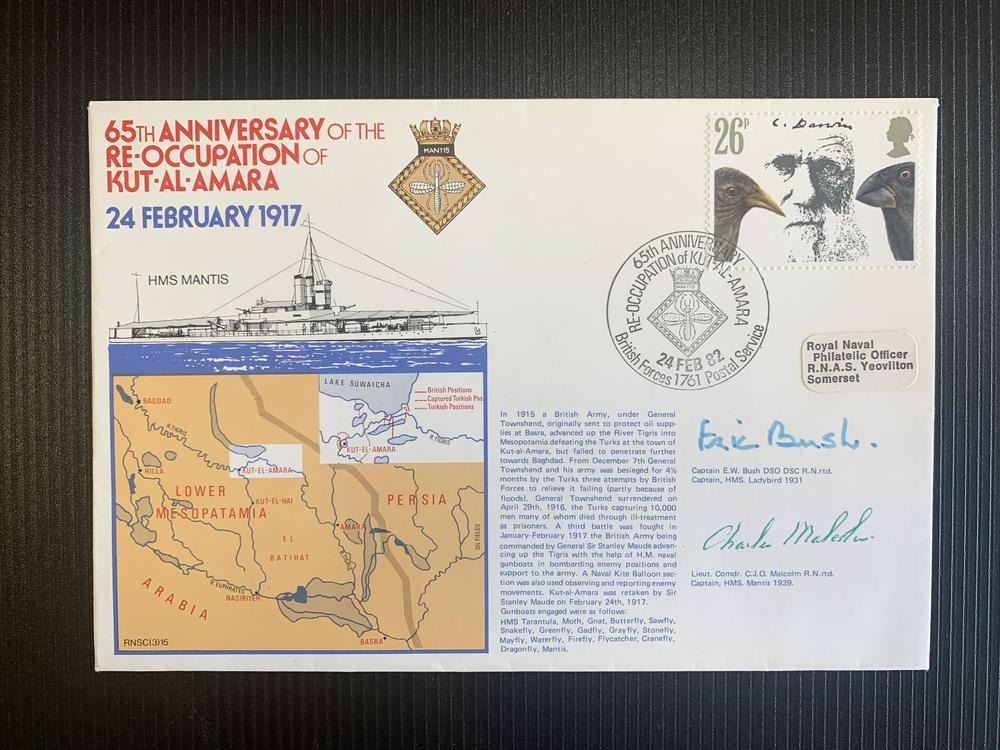 65TH ANNIVERSARY OF THE
RE-OCCUPATION OF
KUT-AL-AMARA
24 FEBRUARY 1917
MANTIS
26P
C. Darwin
HMS MANTIS
65th ANNIVERSARY
RE-OCCUPATION of KUT-AL-AMARA
MANTIS
24 FEB 82
British Forces 1761 Postal Service
Royal Naval
Philatelic Officer
R.N.A.S. Yeovilton
Somerset
LAKE SUWAICHA
British Positions
Captured Turkish Pos
Turkish Positions
R.TIGRIS
KUT-EL-AMARA
BAGDAD
R.TIGRIS
HILLA
KUT-EL-AMARA
LOWER
MESOPOTAMIA
KUT-EL-HAI
PERSIA
AMARA
EL
BATIHAT
R.TIGRIS
OIL FIELDS
ARABIA
R.EUPHRATES
NASIRIYEH
BASRA
RNSC(3)15
In 1915 a British Army, under General
Townshend, originally sent to protect oil supp-
lies at Basra, advanced up the River Tigris into
Mesopotamia defeating the Turks at the town of
Kut-al-Amara, but failed to penetrate further
towards Baghdad. From December 7th General
Townshend and his army was besieged for 4½
months by the Turks three attempts by British
Forces to relieve it failing (partly because of
floods). General Townshend surrendered on
April 29th, 1916, the Turks capturing 10,000
men many of whom died through ill-treatment
as prisoners. A third battle was fought in
January-February 1917 the British Army being
commanded by General Sir Stanley Maude advan-
cing up the Tigris with the help of H.M. naval
gunboats in bombarding enemy positions and
support to the army. A Naval Kite Balloon sec-
tion was also used observing and reporting enemy
movements. Kut-al-Amara was retaken by Sir
Stanley Maude on February 24th, 1917.
Gunboats engaged were as follows:
HMS Tarantula, Moth, Gnat, Butterfly, Sawfly,
Snakefly, Greenfly, Gadfly, Grayfly, Stonefly,
Mayfly, Waterfly, Firefly, Flycatcher, Cranefly,
Dragonfly, Mantis.
Eric Bush.
Captain E.W. Bush DSO DSC R.N.rtd.
Captain, HMS. Ladybird 1931
Charles Malcolm
Lieut. Comdr. C.J.O. Malcolm R.N.rtd.
Captain, HMS. Mantis 1939.